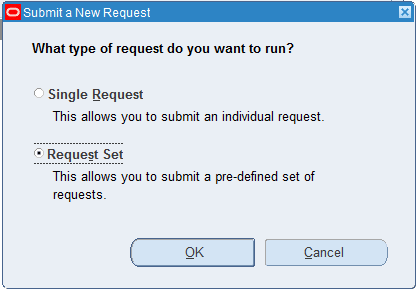 Submit a New Request
What type of request do you want to run?
Single Request
This allows you to submit an individual request.
Request Set
This allows you to submit a pre-defined set of
requests.
OK
Cancel